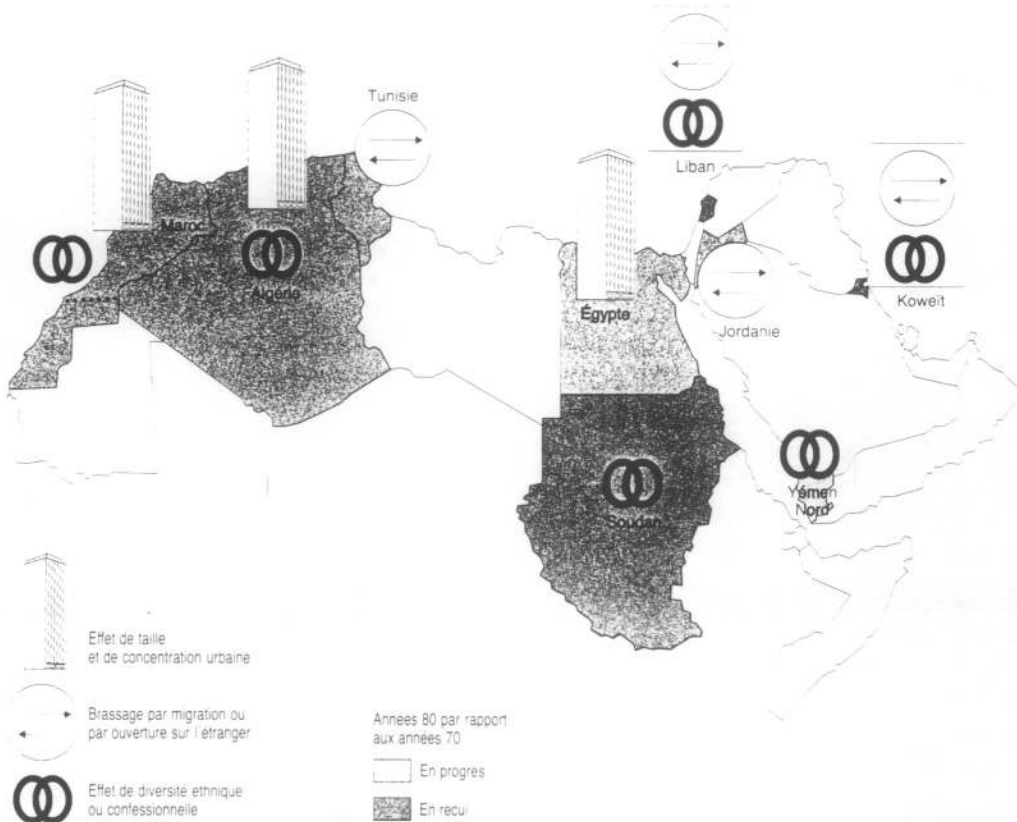 Tunisie
Liban
Maroc
Algérie
Égypte
Koweït
Jordanie
Soudan
Yémen
Nord
Effet de taille
et de concentration urbaine
Brassage par migration ou
par ouverture sur l'étranger
Effet de diversité ethnique
ou confessionnelle
Années 80 par rapport
aux années 70
En progrès
En recul